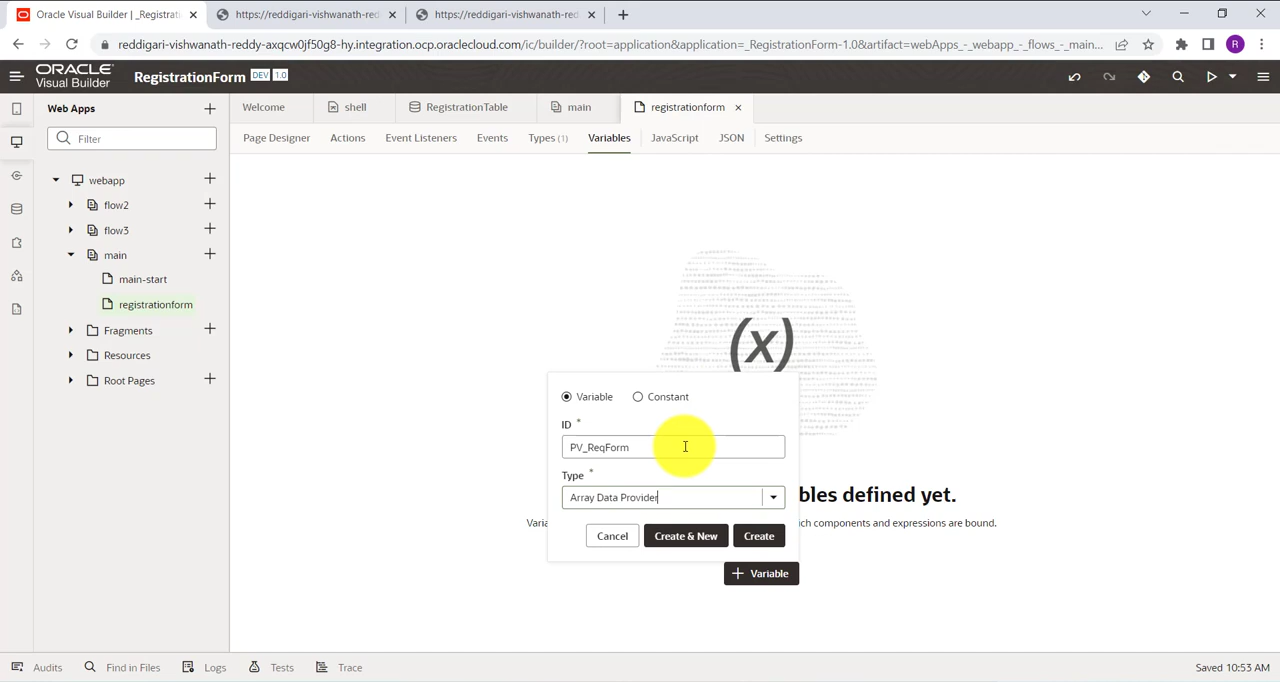 Oracle Visual Builder | _Registrati
https://reddigari-vishwanath-red
https://reddigari-vishwanath-red
reddigari-vishwanath-reddy-axqcw0jf50g8-hy.integration.ocp.oraclecloud.com/ic/builder/?root=application&application=_RegistrationForm-1.0&artifact=webApps_-_webapp_-_flows_-_main...
R
ORACLE
Visual Builder
RegistrationForm
DEV 1.0
Web Apps
Welcome
shell
RegistrationTable
main
registrationform
Filter
Page Designer
Actions
Event Listeners
Events
Types (1)
Variables
JavaScript
JSON
Settings
webapp
flow2
flow3
main
main-start
registrationform
Fragments
Resources
Root Pages
(x)
Variable
Constant
ID *
PV_ReqForm
Type *
Array Data Provider
bles defined yet.
Varia
ch components and expressions are bound.
Cancel
Create & New
Create
Variable
Audits
Find in Files
Logs
Tests
Trace
Saved 10:53 AM